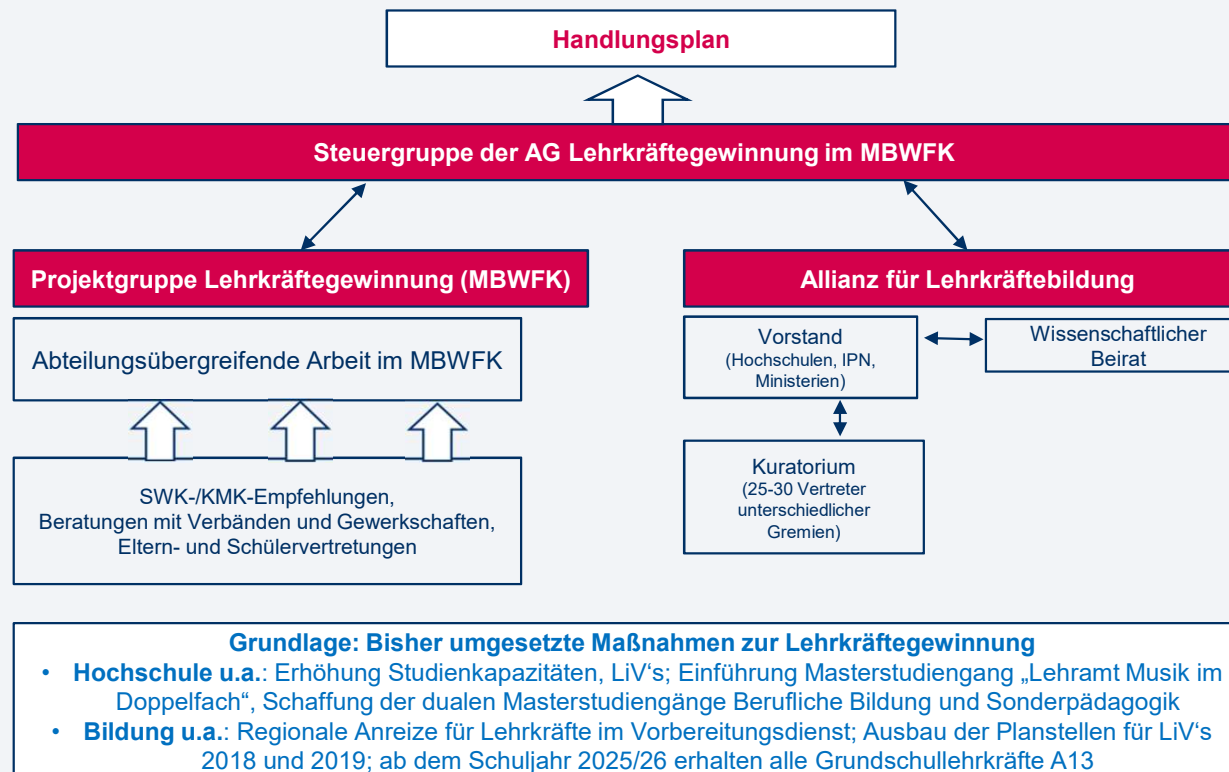 Handlungsplan
Steuergruppe der AG Lehrkräftegewinnung im MBWFK
Projektgruppe Lehrkräftegewinnung (MBWFK)
Abteilungsübergreifende Arbeit im MBWFK
SWK-/KMK-Empfehlungen,
Beratungen mit Verbänden und Gewerkschaften,
Eltern- und Schülervertretungen
Allianz für Lehrkräftebildung
Vorstand
(Hochschulen, IPN,
Ministerien)
Wissenschaftlicher
Beirat
Kuratorium
(25-30 Vertreter
unterschiedlicher
Gremien)
Grundlage: Bisher umgesetzte Maßnahmen zur Lehrkräftegewinnung
• Hochschule u.a.: Erhöhung Studienkapazitäten, LiV‘s; Einführung Masterstudiengang „Lehramt Musik im
Doppelfach“, Schaffung der dualen Masterstudiengänge Berufliche Bildung und Sonderpädagogik
• Bildung u.a.: Regionale Anreize für Lehrkräfte im Vorbereitungsdienst; Ausbau der Planstellen für LiV‘s
2018 und 2019; ab dem Schuljahr 2025/26 erhalten alle Grundschullehrkräfte A13